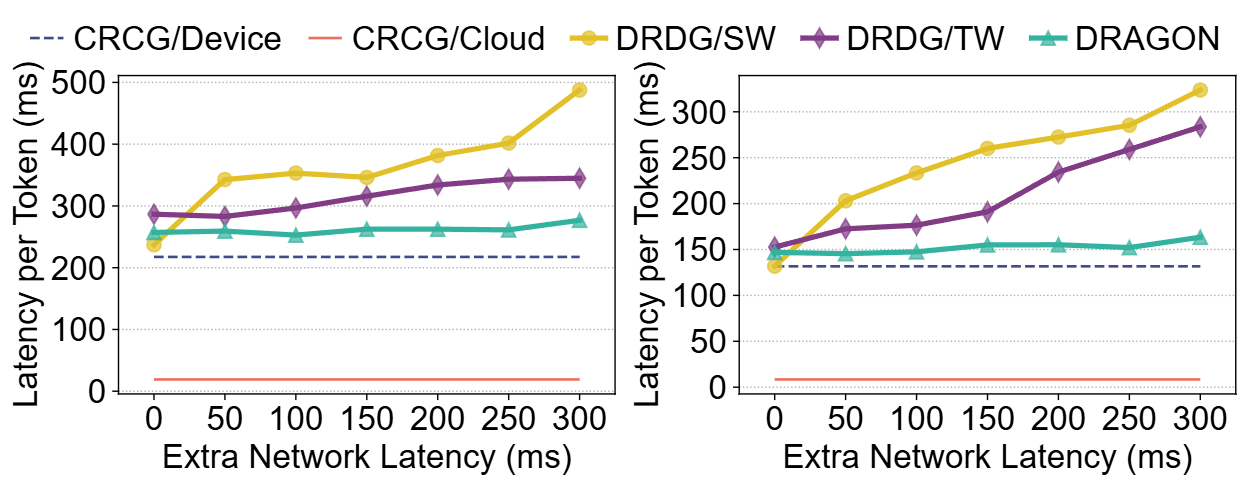 CRCG/Device CRCG/Cloud DRDG/SW DRDG/TW DRAGON
Latency per Token (ms)
500
400
300
200
100
0
0 50 100 150 200 250 300
Extra Network Latency (ms)
Latency per Token (ms)
300
250
200
150
100
50
0
0 50 100 150 200 250 300
Extra Network Latency (ms)